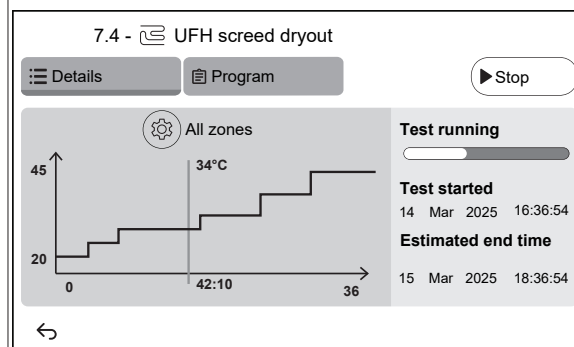 7.4 - UFH screed dryout
Details
Program
Stop
All zones
45
34°C
20
0
42:10
36
Test running
Test started
14 Mar 2025 16:36:54
Estimated end time
15 Mar 2025 18:36:54